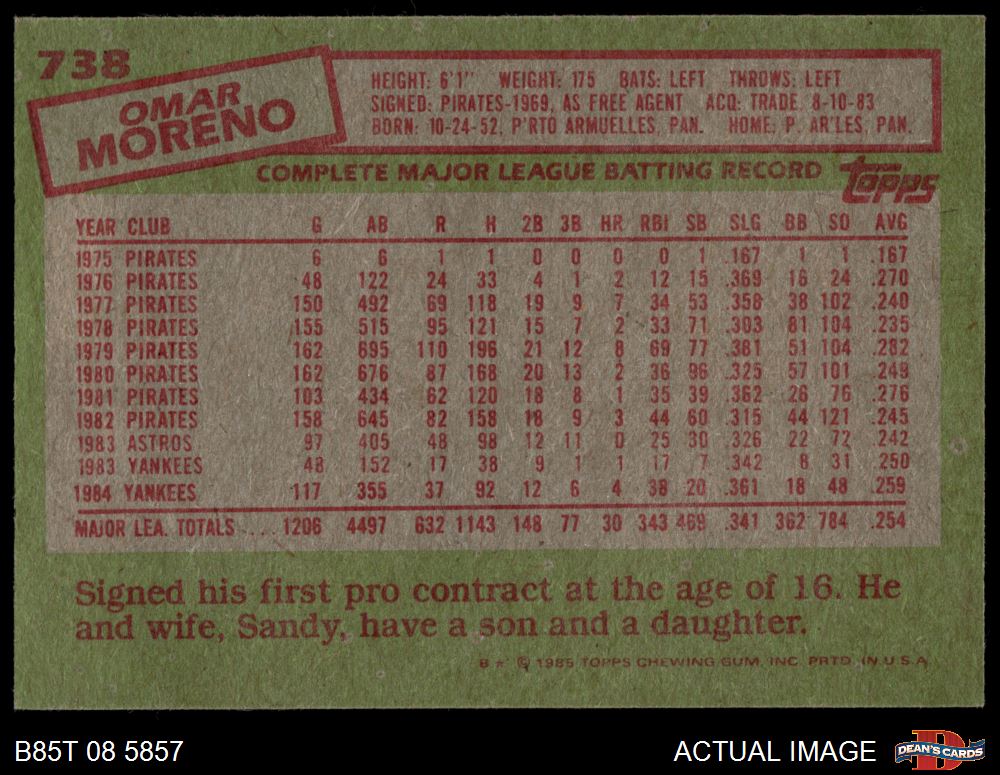 738
OMAR
MORENO
HEIGHT: 6'1" WEIGHT: 175 BATS: LEFT THROWS: LEFT
SIGNED: PIRATES-1969, AS FREE AGENT ACQ: TRADE, 8-10-83
BORN: 10-24-52, P'RTO ARMUELLES, PAN. HOME: P. AR'LES, PAN.
COMPLETE MAJOR LEAGUE BATTING RECORD
topps
YEAR CLUB G AB R H 2B 3B HR RBI SB SLG BB SO AVG
1975 PIRATES 6 6 1 1 0 0 0 0 1 .167 1 1 .167
1976 PIRATES 48 122 24 33 4 1 2 12 15 .369 16 24 .270
1977 PIRATES 150 492 69 118 19 9 7 34 53 .358 38 102 .240
1978 PIRATES 155 515 95 121 15 7 2 33 71 .303 81 104 .235
1979 PIRATES 162 695 110 196 21 12 8 69 77 .381 51 104 .282
1980 PIRATES 162 676 87 168 20 13 2 36 96 .325 57 101 .249
1981 PIRATES 103 434 62 120 18 8 1 35 39 .362 26 76 .276
1982 PIRATES 158 645 82 158 18 9 3 44 60 .315 44 121 .245
1983 ASTROS 97 405 48 98 12 11 0 25 30 .326 22 72 .242
1983 YANKEES 48 152 17 38 9 1 1 17 7 .342 8 31 .250
1984 YANKEES 117 355 37 92 12 6 4 38 20 .361 18 48 .259
MAJOR LEA. TOTALS ... 1206 4497 632 1143 148 77 30 343 469 .341 362 784 .254
Signed his first pro contract at the age of 16. He
and wife, Sandy, have a son and a daughter.
B * © 1985 TOPPS CHEWING GUM, INC. PRTD. IN U.S.A.
B85T 08 5857
ACTUAL IMAGE
D
DEAN'S CARDS